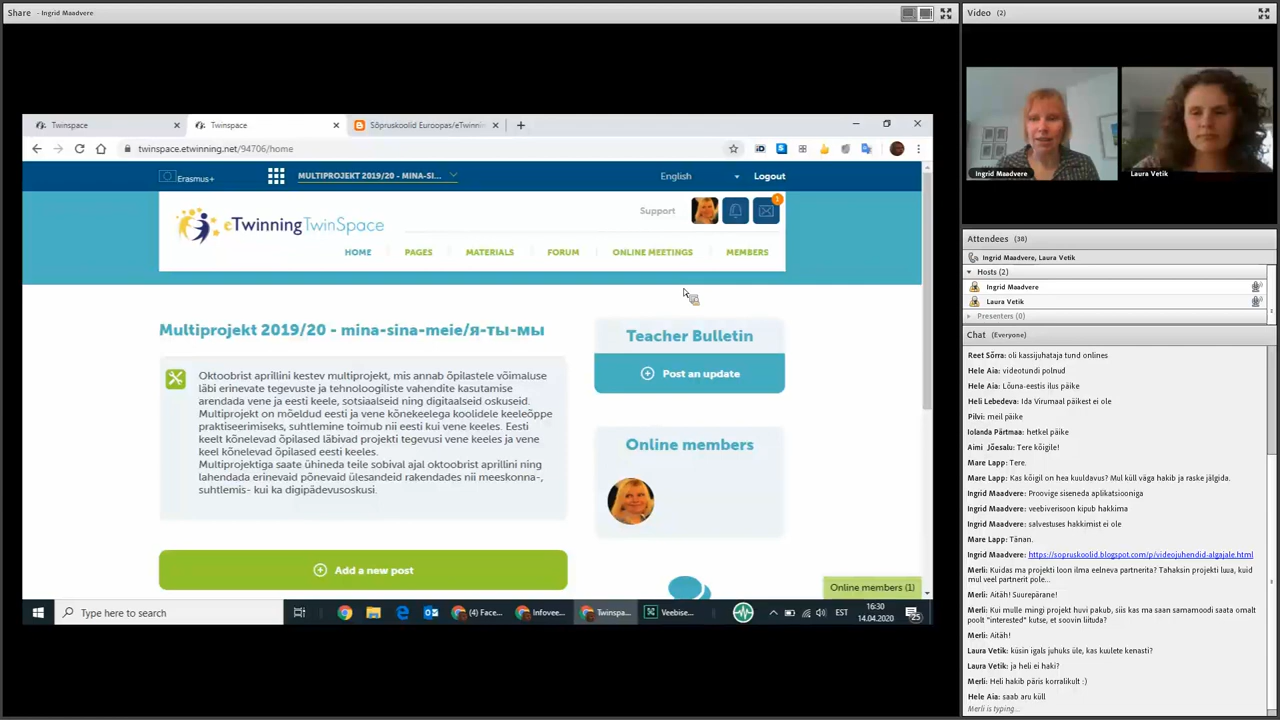 Share - Ingrid Maadvere
Twinspace
Twinspace
Sõpruskoolid Euroopas/eTwinnin
twinspace.etwinning.net/94706/home
Erasmus+
MULTIPROJEKT 2019/20 - MINA-SI...
English
Logout
eTwinningTwinSpace
Support
1
HOME
PAGES
MATERIALS
FORUM
ONLINE MEETINGS
MEMBERS
Multiprojekt 2019/20 - mina-sina-meie/я-ты-мы
Oktoobrist aprillini kestev multiprojekt, mis annab õpilastele võimaluse
läbi erinevate tegevuste ja tehnoloogiliste vahendite kasutamise
arendada vene ja eesti keele, sotsiaalseid ning digitaalseid oskuseid.
Multiprojekt on mõeldud eesti ja vene kõnekeelega koolidele keeleõppe
praktiseerimiseks, suhtlemine toimub nii eesti kui vene keeles. Eesti
keelt kõnelevad õpilased läbivad projekti tegevusi vene keeles ja vene
keel kõnelevad õpilased eesti keeles.
Multiprojektiga saate ühineda teile sobival ajal oktoobrist aprillini ning
lahendada erinevaid põnevaid ülesandeid rakendades nii meeskonna-,
suhtlemis- kui ka digipädevusoskusi.
Add a new post
Teacher Bulletin
Post an update
Online members
Online members (1)
Type here to search
(4) Face...
Infovee...
Twinspa...
Veebise...
EST
16:30
14.04.2020
25
Video (2)
Ingrid Maadvere
Laura Vetik
Attendees (38)
Ingrid Maadvere, Laura Vetik
Hosts (2)
Ingrid Maadvere
Laura Vetik
Presenters (0)
Chat (Everyone)
Reet Sõrra: oli kassijuhataja tund onlines
Hele Aia: videotundi polnud
Hele Aia: Lõuna-eestis ilus päike
Heli Lebedeva: Ida Virumaal päikest ei ole
Pilvi: meil päike
Iolanda Pärtmaa: hetkel päike
Aimi Jõesalu: Tere kõigile!
Mare Lapp: Tere.
Mare Lapp: Kas kõigil on hea kuuldavus? Mul küll väga hakib ja raske jälgida.
Ingrid Maadvere: Proovige siseneda aplikatsiooniga
Ingrid Maadvere: veebiverisoon kipub hakkima
Ingrid Maadvere: salvestuses hakkimist ei ole
Mare Lapp: Tänan.
Ingrid Maadvere: https://sopruskoolid.blogspot.com/p/videojuhendid-algajale.html
Merli: Kuidas ma projekti loon ilma eelneva partnerita? Tahaksin projekti luua, kuid
mul veel partnerit pole...
Merli: Aitäh! Suurepärane!
Merli: Kui mulle mingi projekt huvi pakub, siis kas ma saan samamoodi saata omalt
poolt "interested" kutse, et soovin liituda?
Merli: Aitäh!
Laura Vetik: küsin igals juhuks üle, kas kuulete kenasti?
Laura Vetik: ja heli ei haki?
Merli: Heli hakib päris korralikult :)
Hele Aia: saab aru küll
Merli is typing...